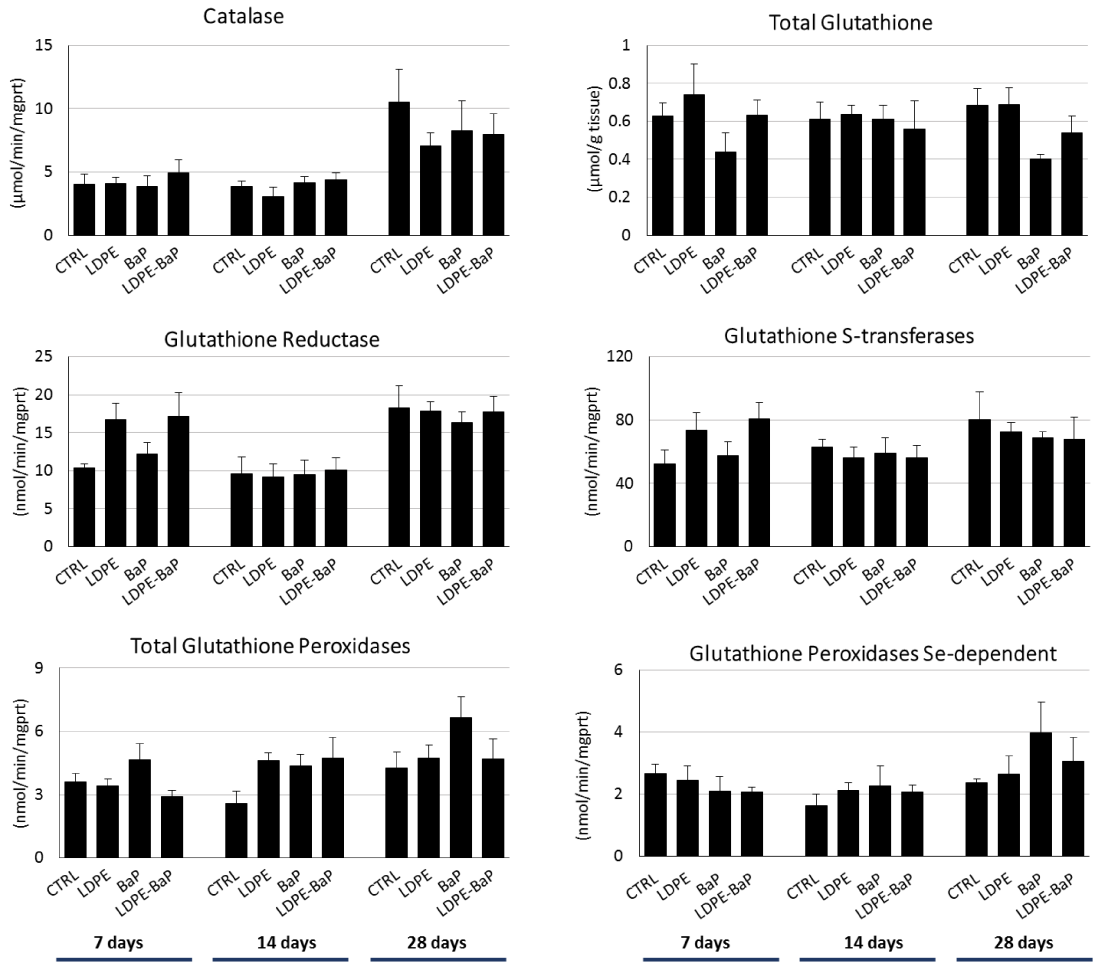 Catalase
(μmol/min/mgprt)
15
10
5
0
CTRL LDPE BaP LDPE-BaP CTRL LDPE BaP LDPE-BaP CTRL LDPE BaP LDPE-BaP
Total Glutathione
(μmol/g tissue)
1
0.8
0.6
0.4
0.2
0
CTRL LDPE BaP LDPE-BaP CTRL LDPE BaP LDPE-BaP CTRL LDPE BaP LDPE-BaP
Glutathione Reductase
(nmol/min/mgprt)
25
20
15
10
5
0
CTRL LDPE BaP LDPE-BaP CTRL LDPE BaP LDPE-BaP CTRL LDPE BaP LDPE-BaP
Glutathione S-transferases
(nmol/min/mgprt)
120
80
40
0
CTRL LDPE BaP LDPE-BaP CTRL LDPE BaP LDPE-BaP CTRL LDPE BaP LDPE-BaP
Total Glutathione Peroxidases
(nmol/min/mgprt)
9
6
3
0
CTRL LDPE BaP LDPE-BaP CTRL LDPE BaP LDPE-BaP CTRL LDPE BaP LDPE-BaP
7 days 14 days 28 days
Glutathione Peroxidases Se-dependent
(nmol/min/mgprt)
6
4
2
0
CTRL LDPE BaP LDPE-BaP CTRL LDPE BaP LDPE-BaP CTRL LDPE BaP LDPE-BaP
7 days 14 days 28 days